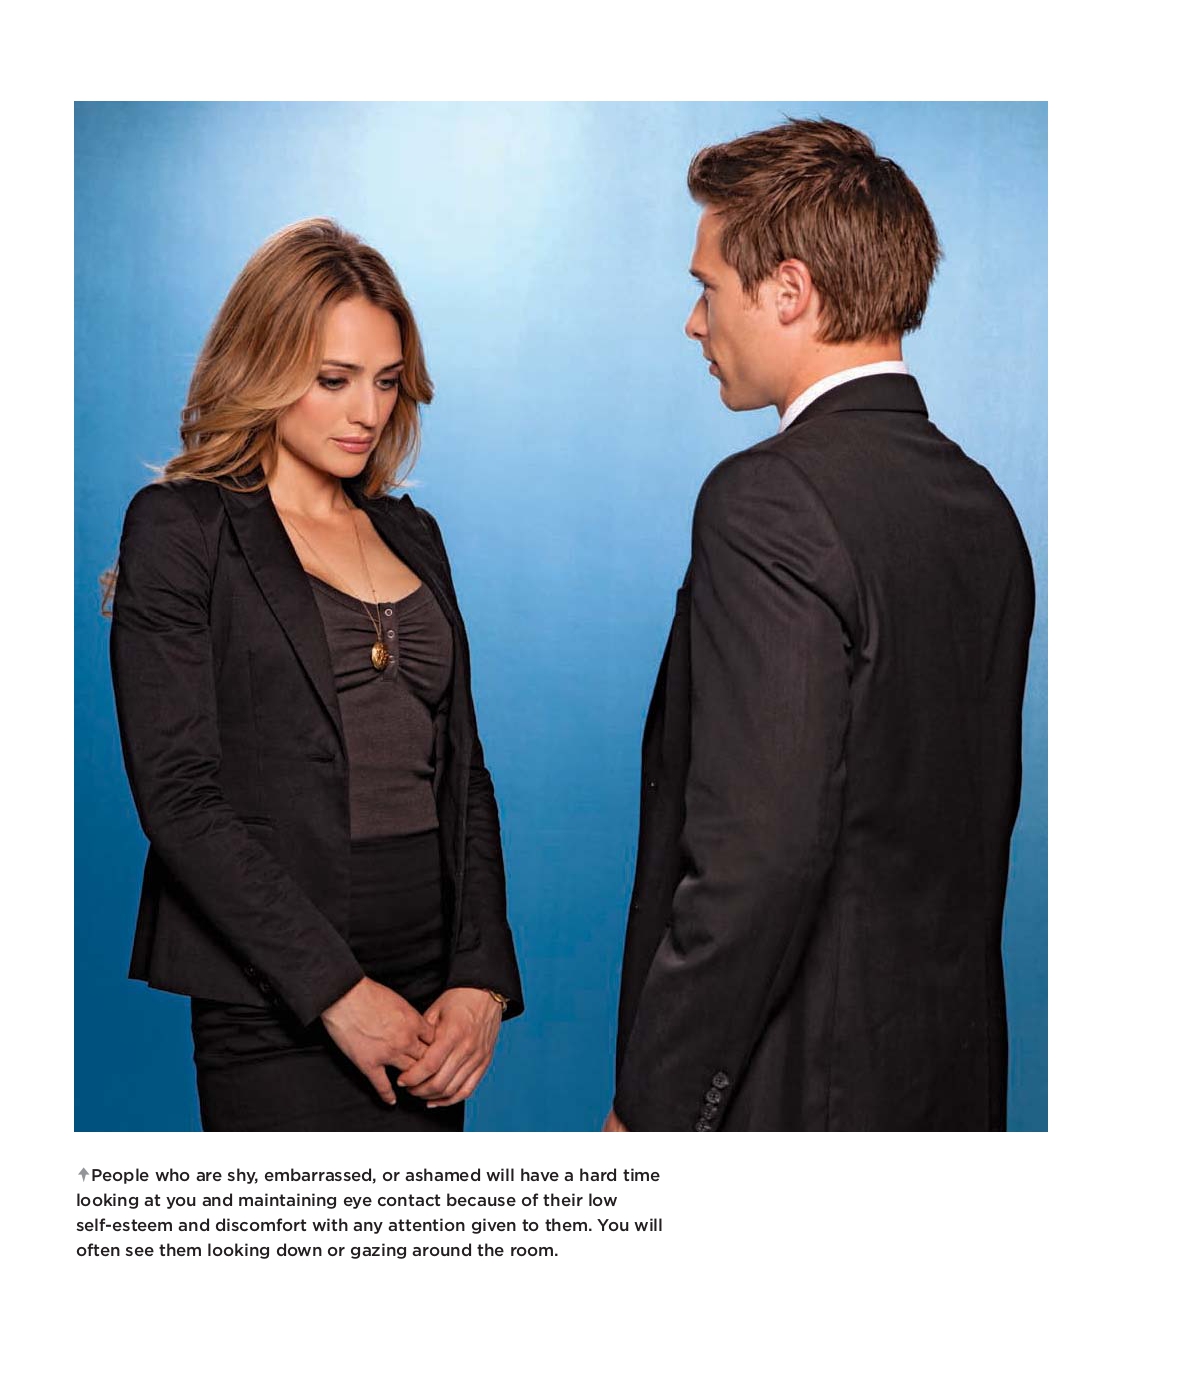 People who are shy, embarrassed, or ashamed will have a hard time
looking at you and maintaining eye contact because of their low
self-esteem and discomfort with any attention given to them. You will
often see them looking down or gazing around the room.